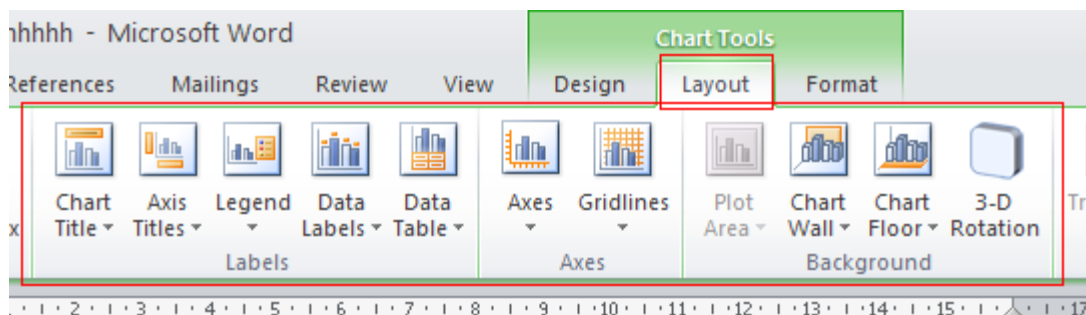 hhhhh - Microsoft Word
Chart Tools
References Mailings Review View Design Layout Format
Chart Title Axis Titles Legend Data Labels Data Table Axes Gridlines Plot Area Chart Wall Chart Floor 3-D Rotation
Labels Axes Background
2 3 4 5 6 7 8 9 10 11 12 13 14 15 17